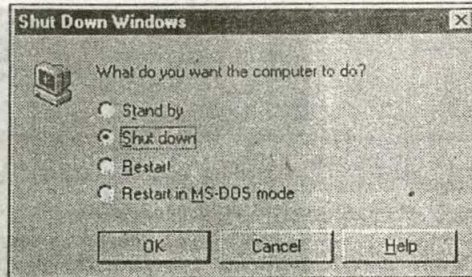 Shut Down Windows
What do you want the computer to do?
Stand by
Shut down
Restart
Restart in MS-DOS mode
OK Cancel Help